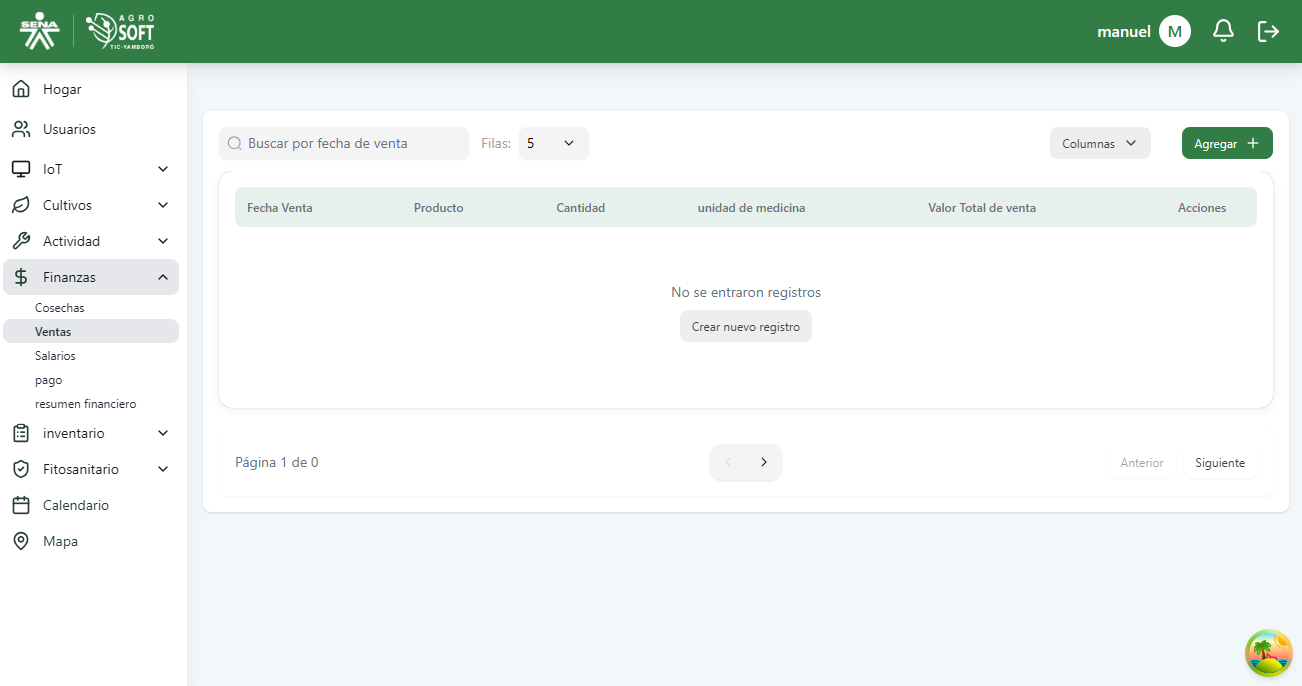 SENA
AGRO
SOFT
TIC-YAMBORÓ
manuel
M
Hogar
Usuarios
IoT
Cultivos
Actividad
Finanzas
Cosechas
Ventas
Salarios
pago
resumen financiero
inventario
Fitosanitario
Calendario
Mapa
Buscar por fecha de venta
Filas:
5
Columnas
Agregar +
Fecha Venta
Producto
Cantidad
unidad de medicina
Valor Total de venta
Acciones
No se entraron registros
Crear nuevo registro
Página 1 de 0
Anterior
Siguiente